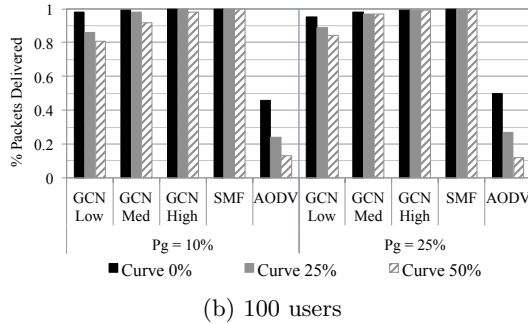 % Packets Delivered
1
0.8
0.6
0.4
0.2
0
GCN Low GCN Med GCN High SMF AODV GCN Low GCN Med GCN High SMF AODV
Pg = 10% Pg = 25%
Curve 0% Curve 25% Curve 50%
(b) 100 users